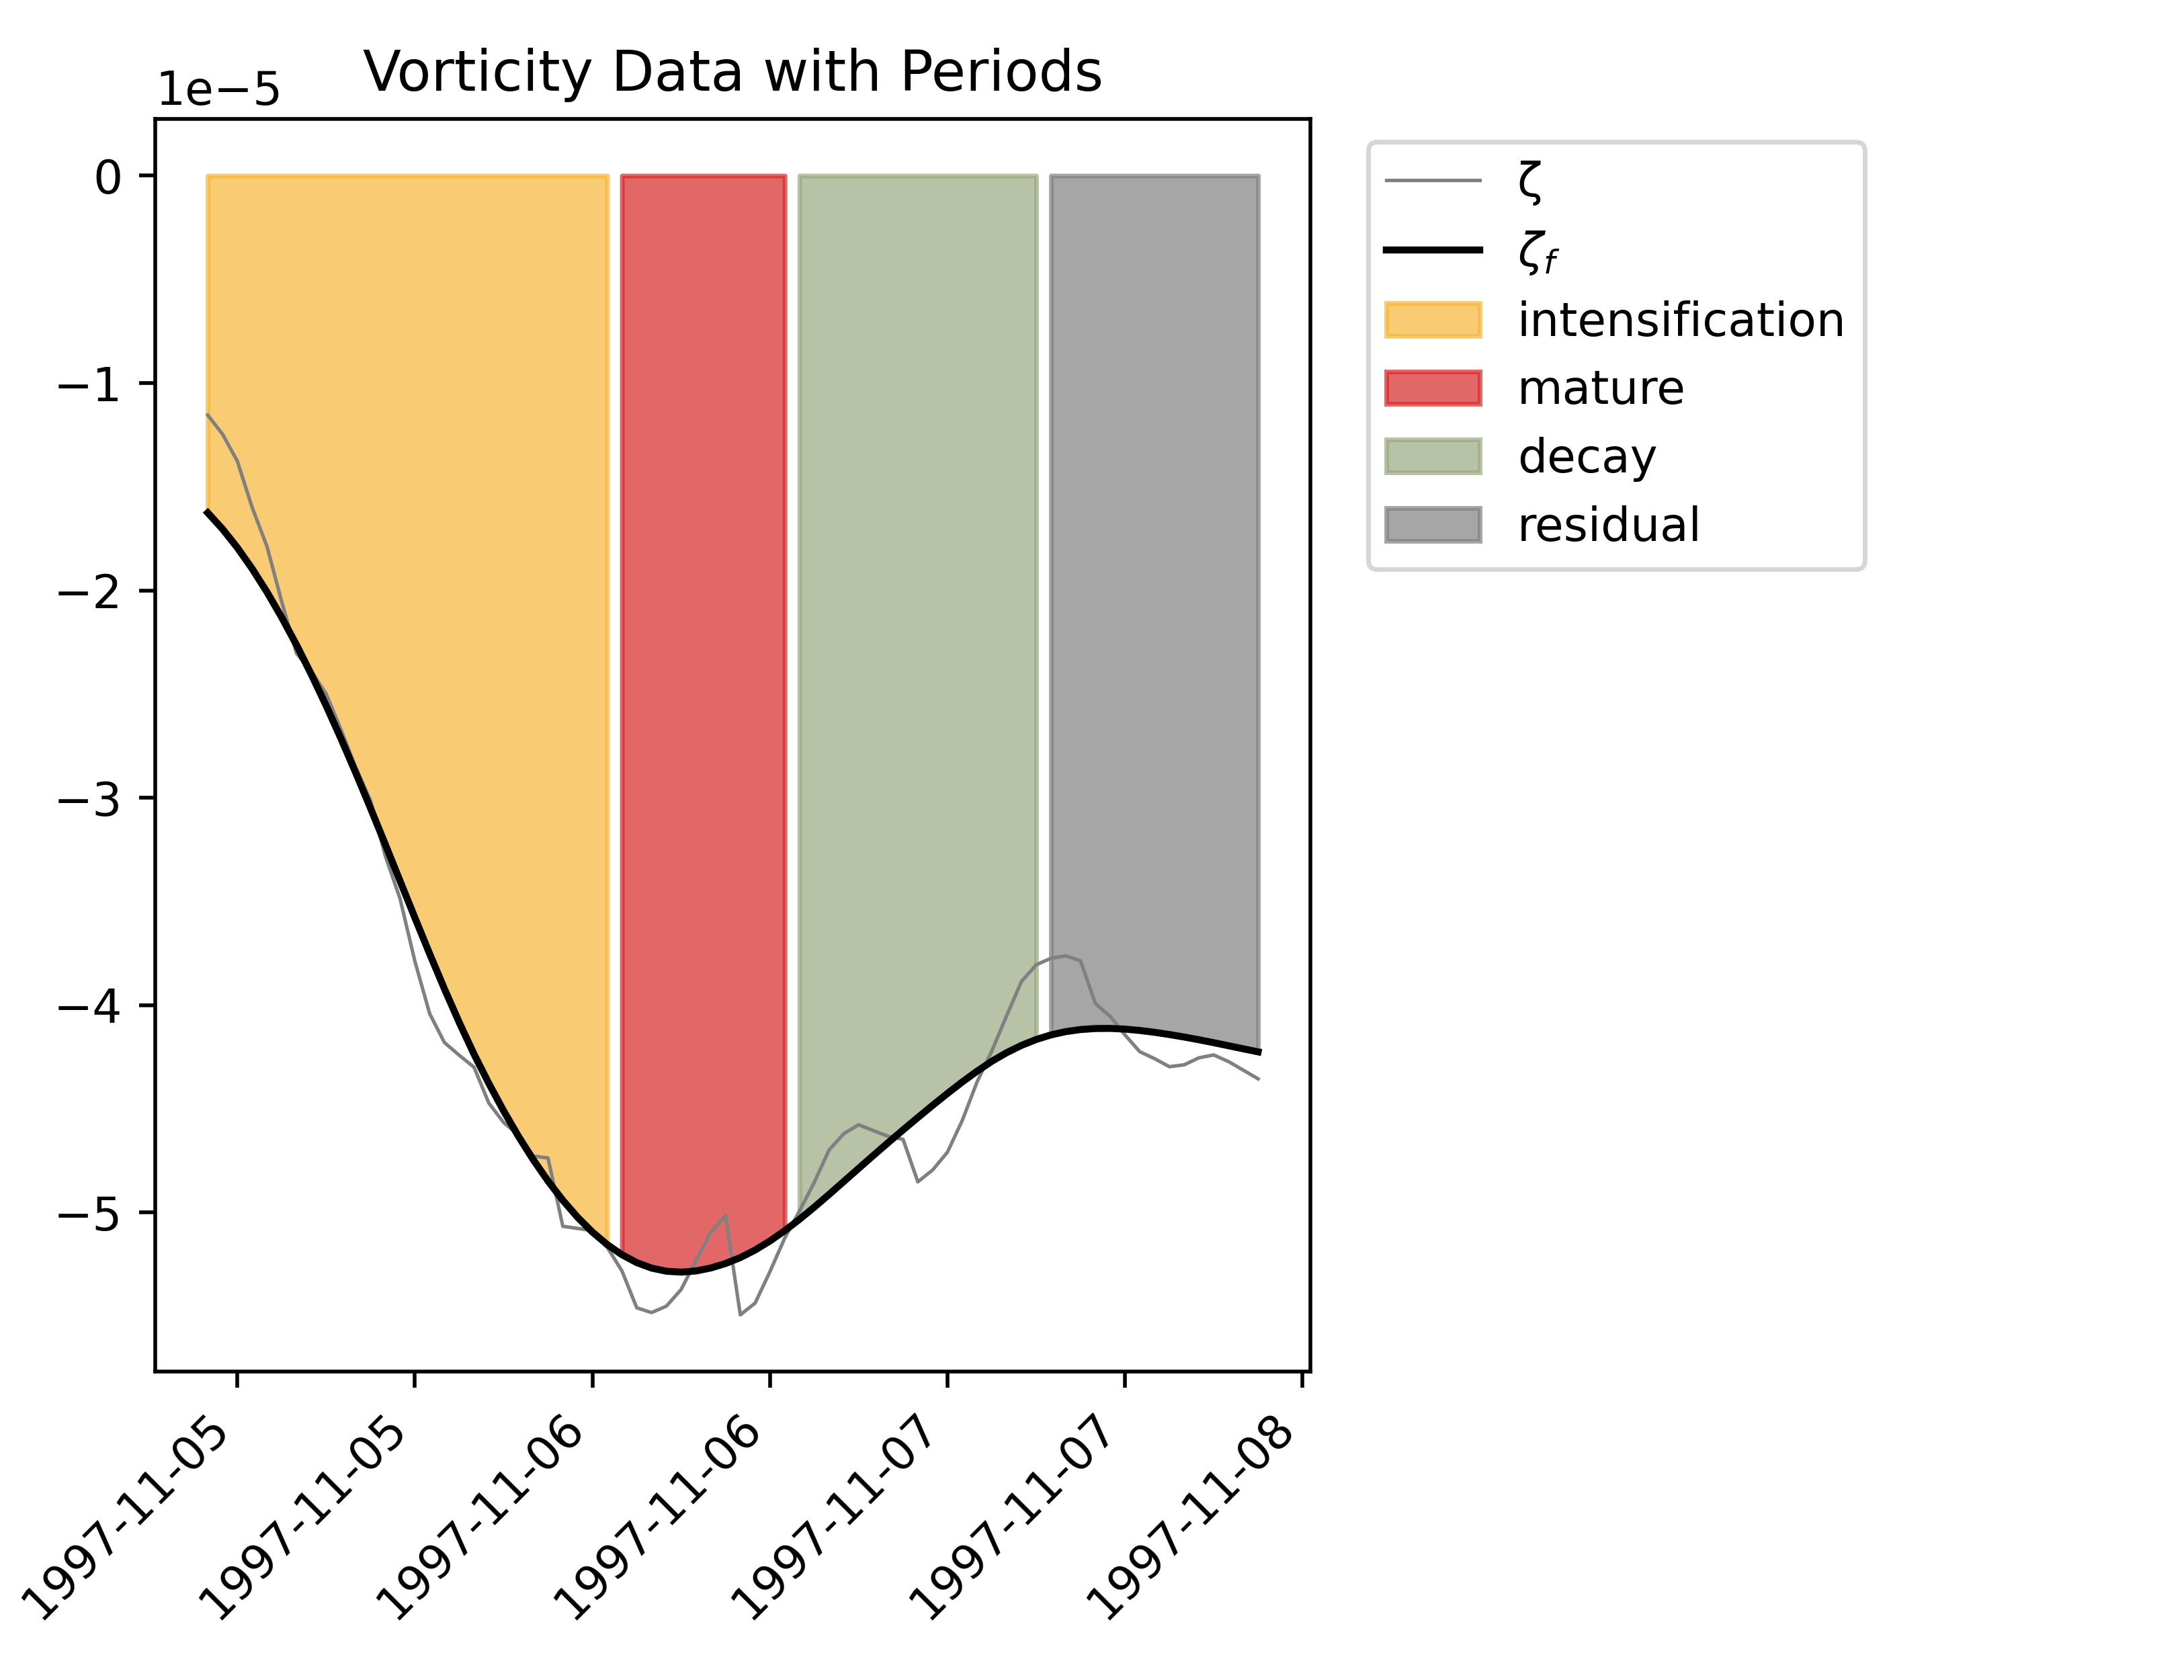 Vorticity Data with Periods
1e−5
0
−1
−2
−3
−4
−5
1997-11-05
1997-11-05
1997-11-06
1997-11-06
1997-11-07
1997-11-07
1997-11-08
ζ
ζf
intensification
mature
decay
residual